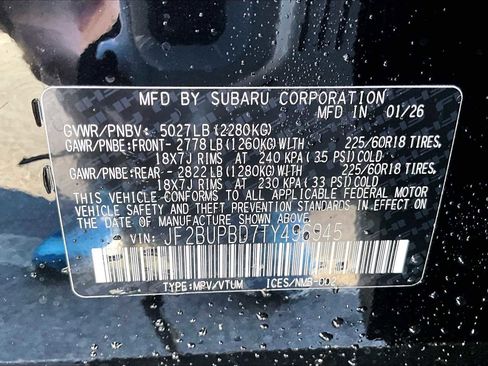 MFD BY SUBARU CORPORATION
MFD IN 01/26
GVWR/PNBV: 5027LB (2280KG)
GAWR/PNBE:FRONT- 2778 LB (1260KG) WITH 225/60R18 TIRES,
18X7J RIMS AT 240 KPA (35 PSI) COLD
GAWR/PNBE:REAR - 2822 LB (1280KG) WITH 225/60R18 TIRES,
18X7J RIMS AT 230 KPA (33 PSI) COLD
THIS VEHICLE CONFORMS TO ALL APPLICABLE FEDERAL MOTOR
VEHICLE SAFETY, BUMPER, AND THEFT PREVENTION STANDARDS IN EFFECT ON
THE DATE OF MANUFACTURE SHOWN ABOVE.
VIN: JF2BUPBD7TY496945
TYPE:MPV/VTUM ICES/NMB-002